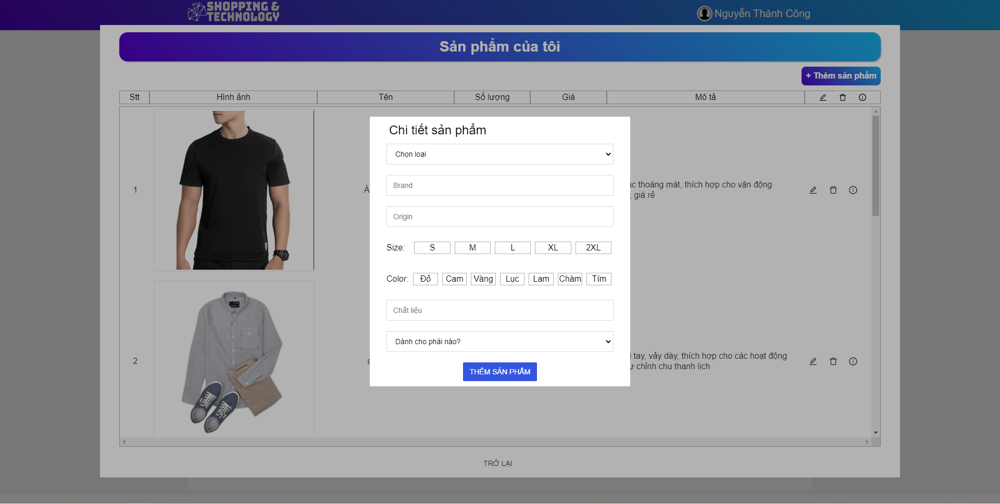 SHOPPING &
TECHNOLOGY
Nguyễn Thành Công
Sản phẩm của tôi
+ Thêm sản phẩm
Stt Hình ảnh Tên Số lượng Giá Mô tả
Chi tiết sản phẩm
Chọn loại
Brand
Origin
Size: S M L XL 2XL
Color: Đỏ Cam Vàng Lục Lam Chàm Tím
Chất liệu
Dành cho phái nào?
THÊM SẢN PHẨM
1
thoáng mát, thích hợp cho vận động
, giá rẻ
2
tay, vảy dày, thích hợp cho các hoạt động
chỉnh chu thanh lịch
TRỞ LẠI